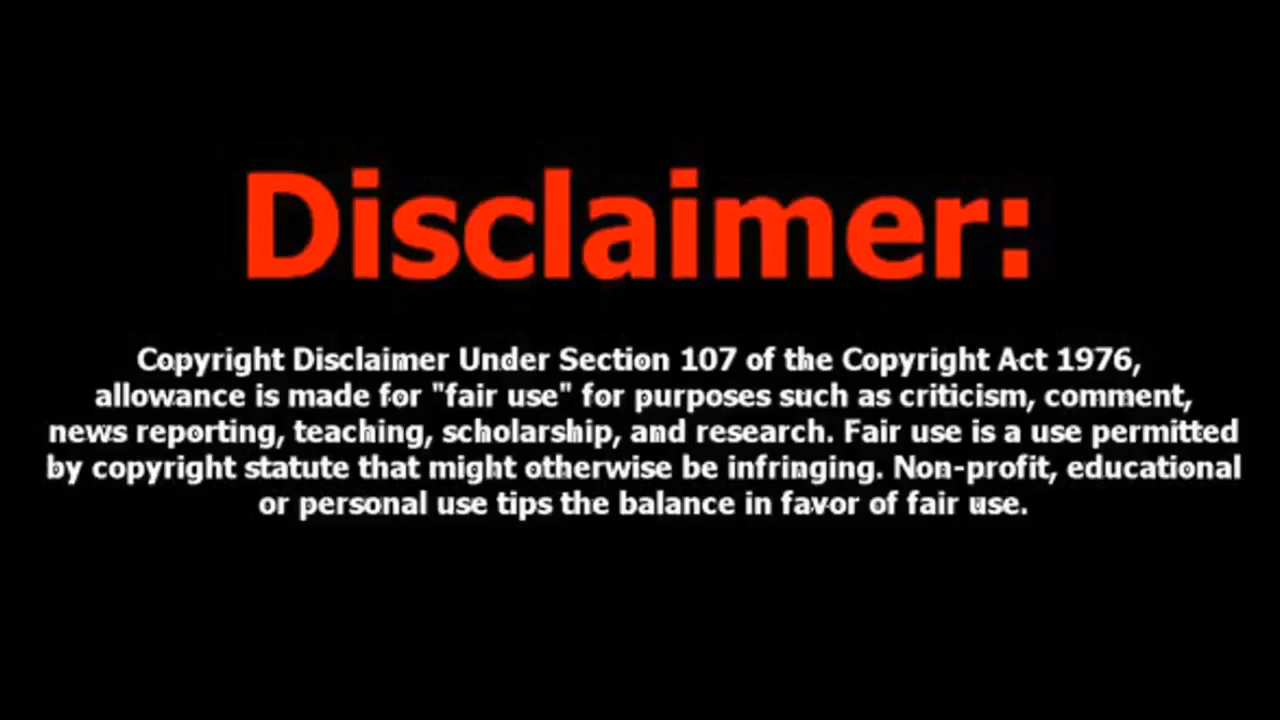 Disclaimer:
Copyright Disclaimer Under Section 107 of the Copyright Act 1976,
allowance is made for "fair use" for purposes such as criticism, comment,
news reporting, teaching, scholarship, and research. Fair use is a use permitted
by copyright statute that might otherwise be infringing. Non-profit, educational
or personal use tips the balance in favor of fair use.